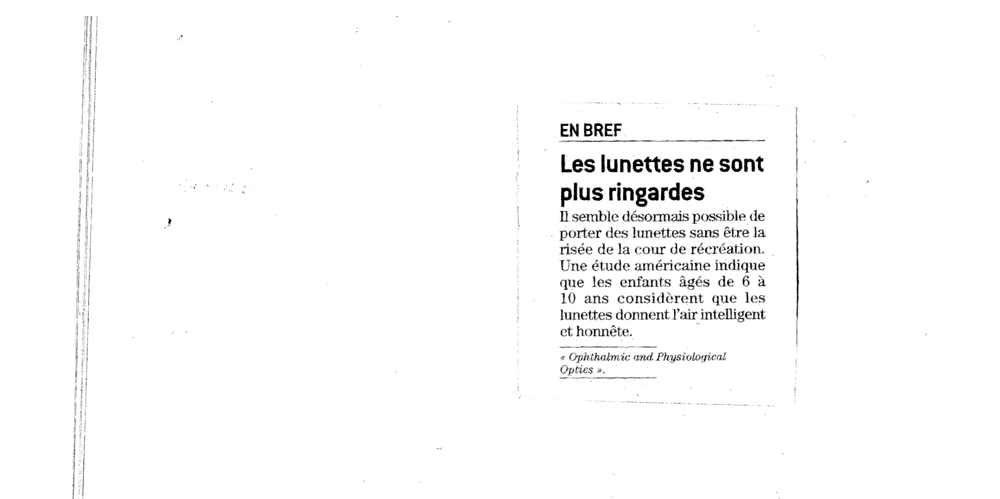 EN BREF
Les lunettes ne sont
plus ringardes
Il semble désormais possible de
porter des lunettes sans être la
risée de la cour de récréation.
Une étude américaine indique
que les enfants âgés de 6 à
10 ans considèrent que les
lunettes donnent l'air intelligent
et honnête.
« Ophthalmic and Physiological
Optics ».